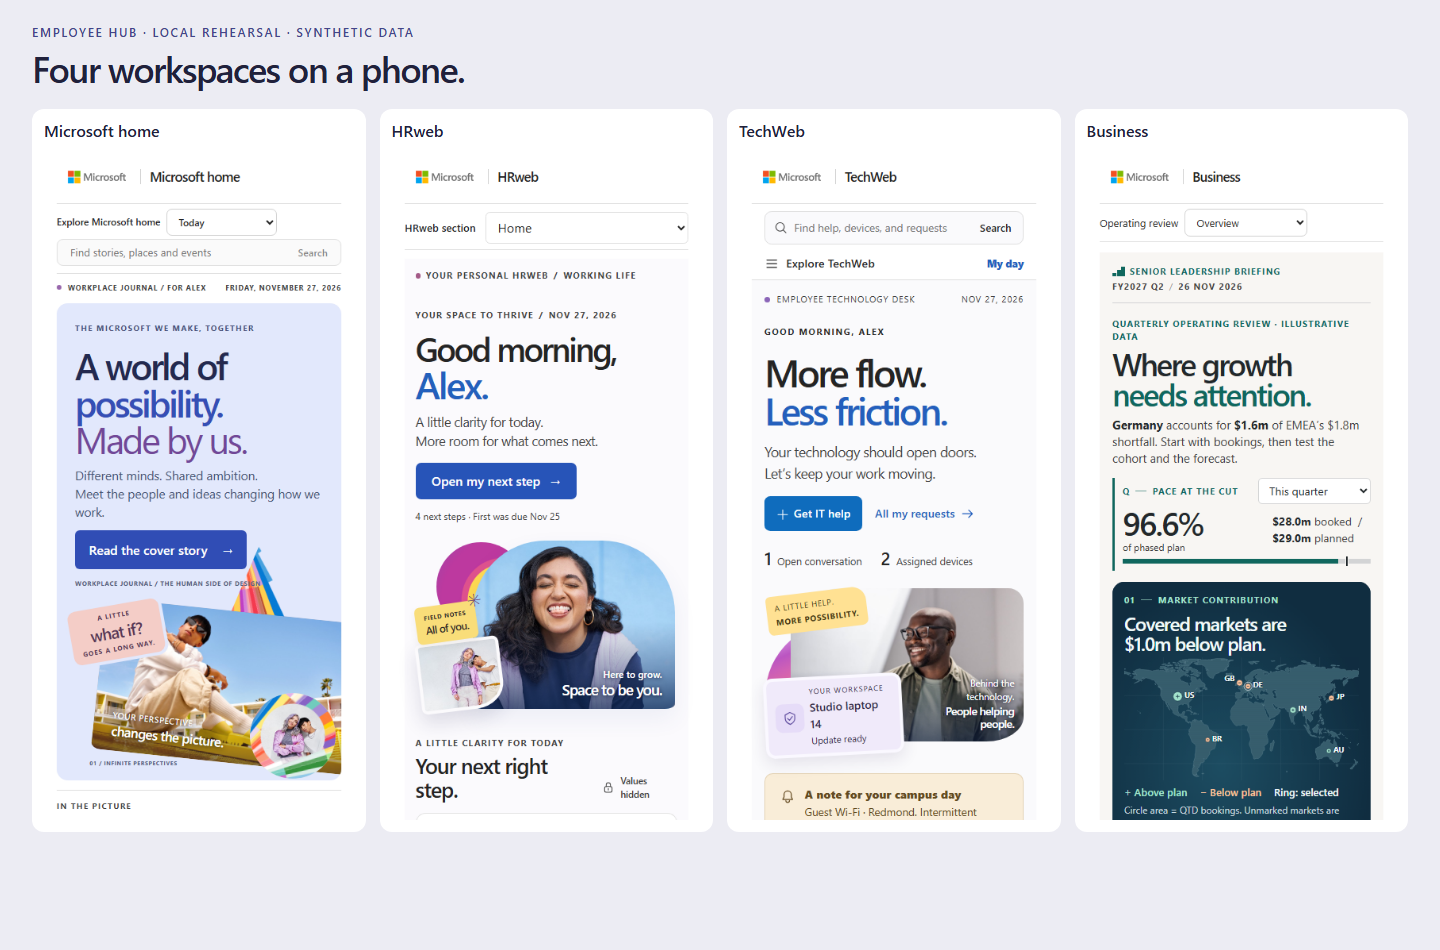 EMPLOYEE HUB · LOCAL REHEARSAL · SYNTHETIC DATA
Four workspaces on a phone.
Microsoft home
Microsoft
Microsoft home
Explore Microsoft home
Today
Find stories, places and events
Search
WORKPLACE JOURNAL / FOR ALEX
FRIDAY, NOVEMBER 27, 2026
THE MICROSOFT WE MAKE, TOGETHER
A world of
possibility.
Made by us.
Different minds. Shared ambition.
Meet the people and ideas changing how we
work.
Read the cover story →
WORKPLACE JOURNAL / THE HUMAN SIDE OF DESIGN
A LITTLE
what if?
GOES A LONG WAY.
YOUR PERSPECTIVE
changes the picture.
01 / INFINITE PERSPECTIVES
IN THE PICTURE
HRweb
Microsoft
HRweb
HRweb section
Home
YOUR PERSONAL HRWEB / WORKING LIFE
YOUR SPACE TO THRIVE / NOV 27, 2026
Good morning,
Alex.
A little clarity for today.
More room for what comes next.
Open my next step →
4 next steps · First was due Nov 25
FIELD NOTES
All of you.
Here to grow.
Space to be you.
A LITTLE CLARITY FOR TODAY
Your next right
step.
Values
hidden
TechWeb
Microsoft
TechWeb
Find help, devices, and requests
Search
Explore TechWeb
My day
EMPLOYEE TECHNOLOGY DESK
NOV 27, 2026
GOOD MORNING, ALEX
More flow.
Less friction.
Your technology should open doors.
Let's keep your work moving.
+ Get IT help
All my requests →
1 Open conversation
2 Assigned devices
A LITTLE HELP.
MORE POSSIBILITY.
YOUR WORKSPACE
Studio laptop
14
Update ready
Behind the
technology.
People helping
people.
A note for your campus day
Guest Wi-Fi · Redmond. Intermittent
Business
Microsoft
Business
Operating review
Overview
SENIOR LEADERSHIP BRIEFING
FY2027 Q2 / 26 NOV 2026
QUARTERLY OPERATING REVIEW · ILLUSTRATIVE
DATA
Where growth
needs attention.
Germany accounts for $1.6m of EMEA's $1.8m
shortfall. Start with bookings, then test the
cohort and the forecast.
Q — PACE AT THE CUT
This quarter
96.6%
of phased plan
$28.0m booked /
$29.0m planned
01 — MARKET CONTRIBUTION
Covered markets are
$1.0m below plan.
US
GB
DE
JP
IN
BR
AU
+ Above plan
− Below plan
Ring: selected
Circle area = QTD bookings. Unmarked markets are